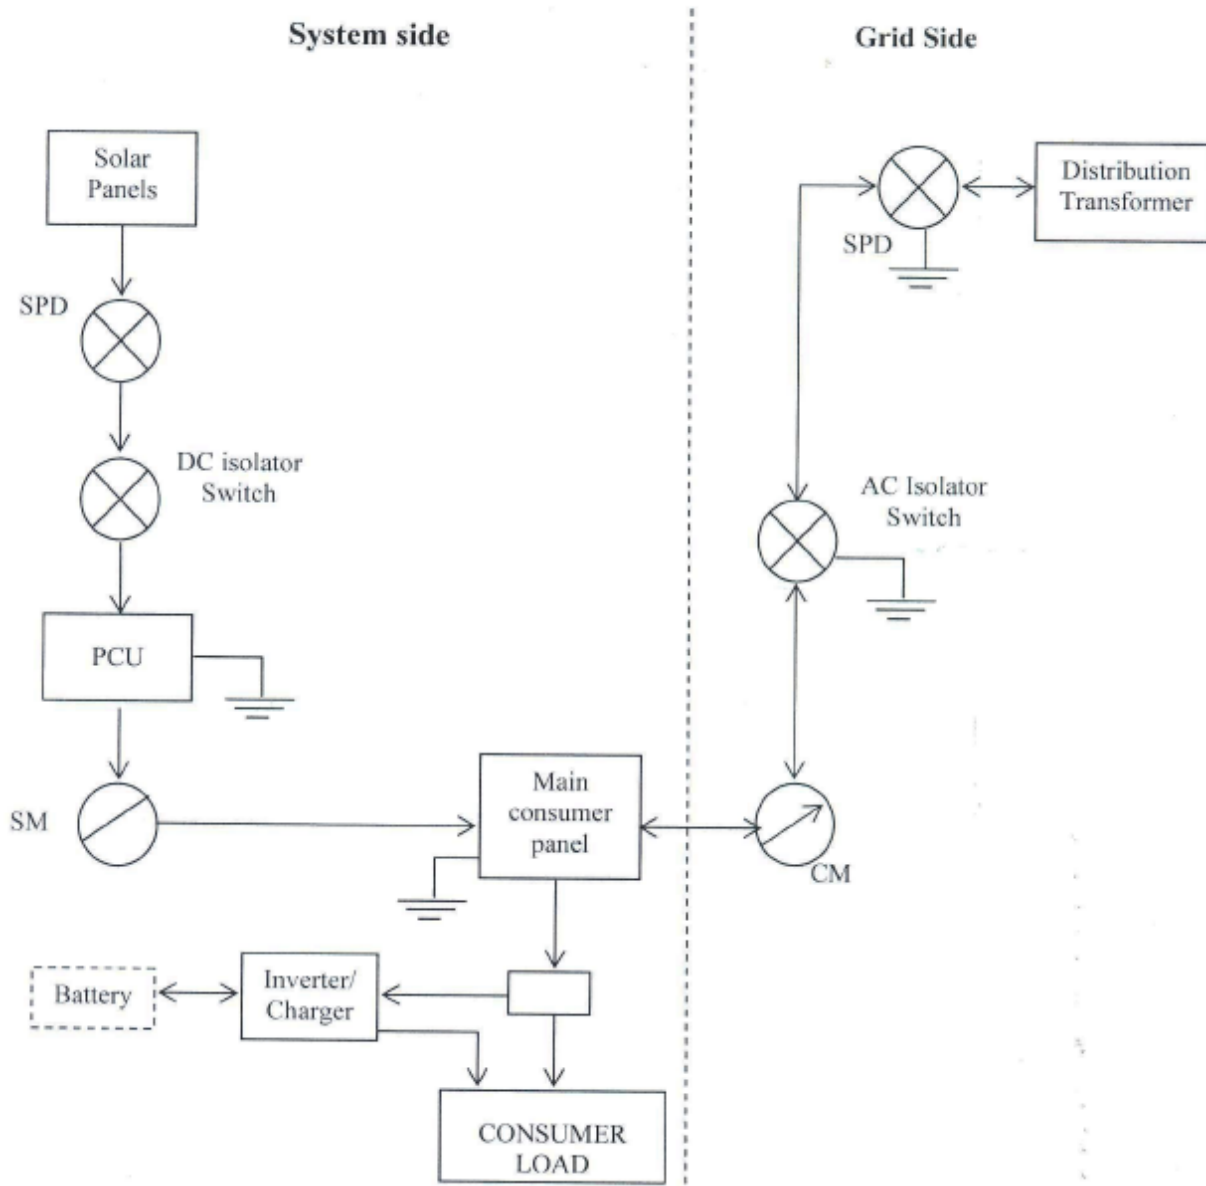 System side
Grid Side
Solar
Panels
SPD
DC isolator
Switch
PCU
SM
Main
consumer
panel
Battery
Inverter/
Charger
CONSUMER
LOAD
Distribution
Transformer
SPD
AC Isolator
Switch
CM